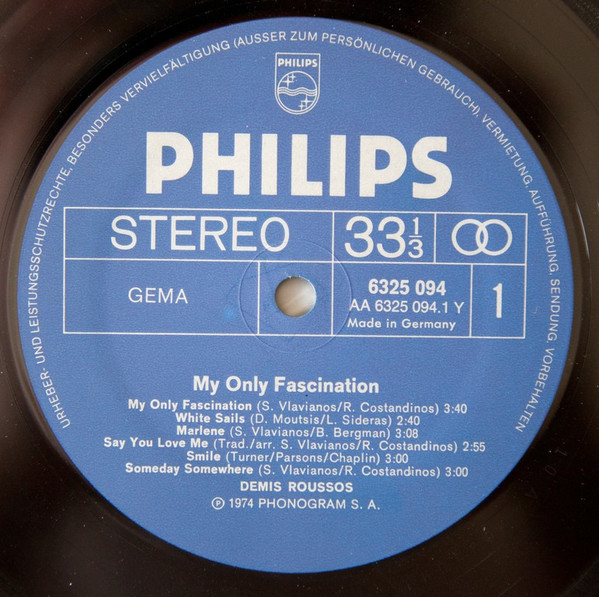 URHEBER- UND LEISTUNGSSCHUTZRECHTE, BESONDERS VERVIELFÄLTIGUNG (AUSSER ZUM PERSÖNLICHEN GEBRAUCH), VERMIETUNG, AUFFÜHRUNG, SENDUNG, VORBEHALTEN
PHILIPS
PHILIPS
STEREO 33 1/3
GEMA 6325 094 1
AA 6325 094.1 Y
Made in Germany
My Only Fascination
My Only Fascination (S. Vlavianos/R. Costandinos) 3:40
White Sails (D. Moutsis/L. Sideras) 2:40
Marlene (S. Vlavianos/B. Bergman) 3:08
Say You Love Me (Trad./arr. S. Vlavianos/R. Costandinos) 2:55
Smile (Turner/Parsons/Chaplin) 3:00
Someday Somewhere (S. Vlavianos/R. Costandinos) 3:00
DEMIS ROUSSOS
Ⓟ 1974 PHONOGRAM S. A.